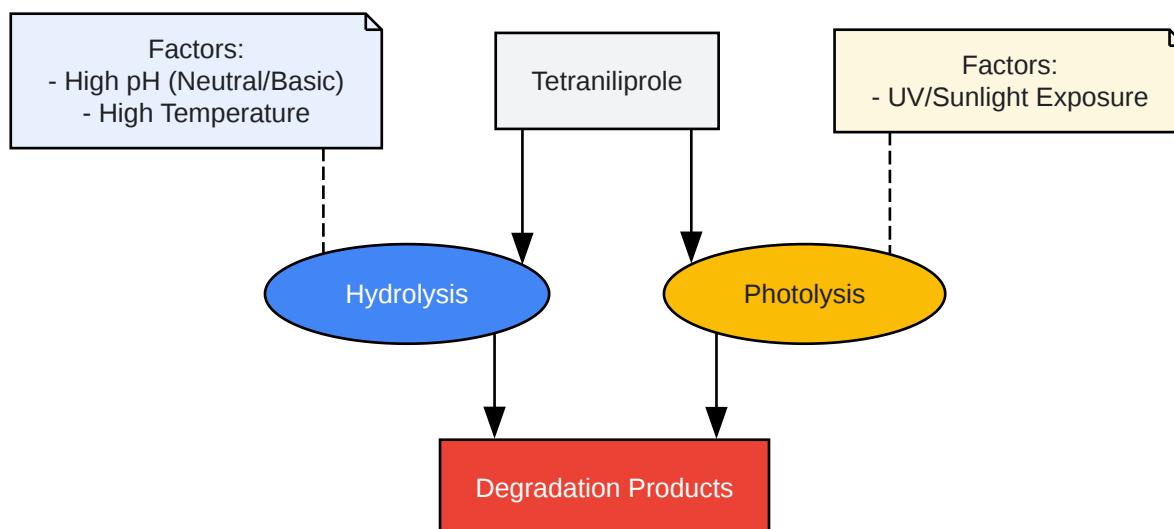 Factors:
- High pH (Neutral/Basic)
- High Temperature
Tetraniliprole
Factors:
- UV/Sunlight Exposure
Hydrolysis
Photolysis
Degradation Products